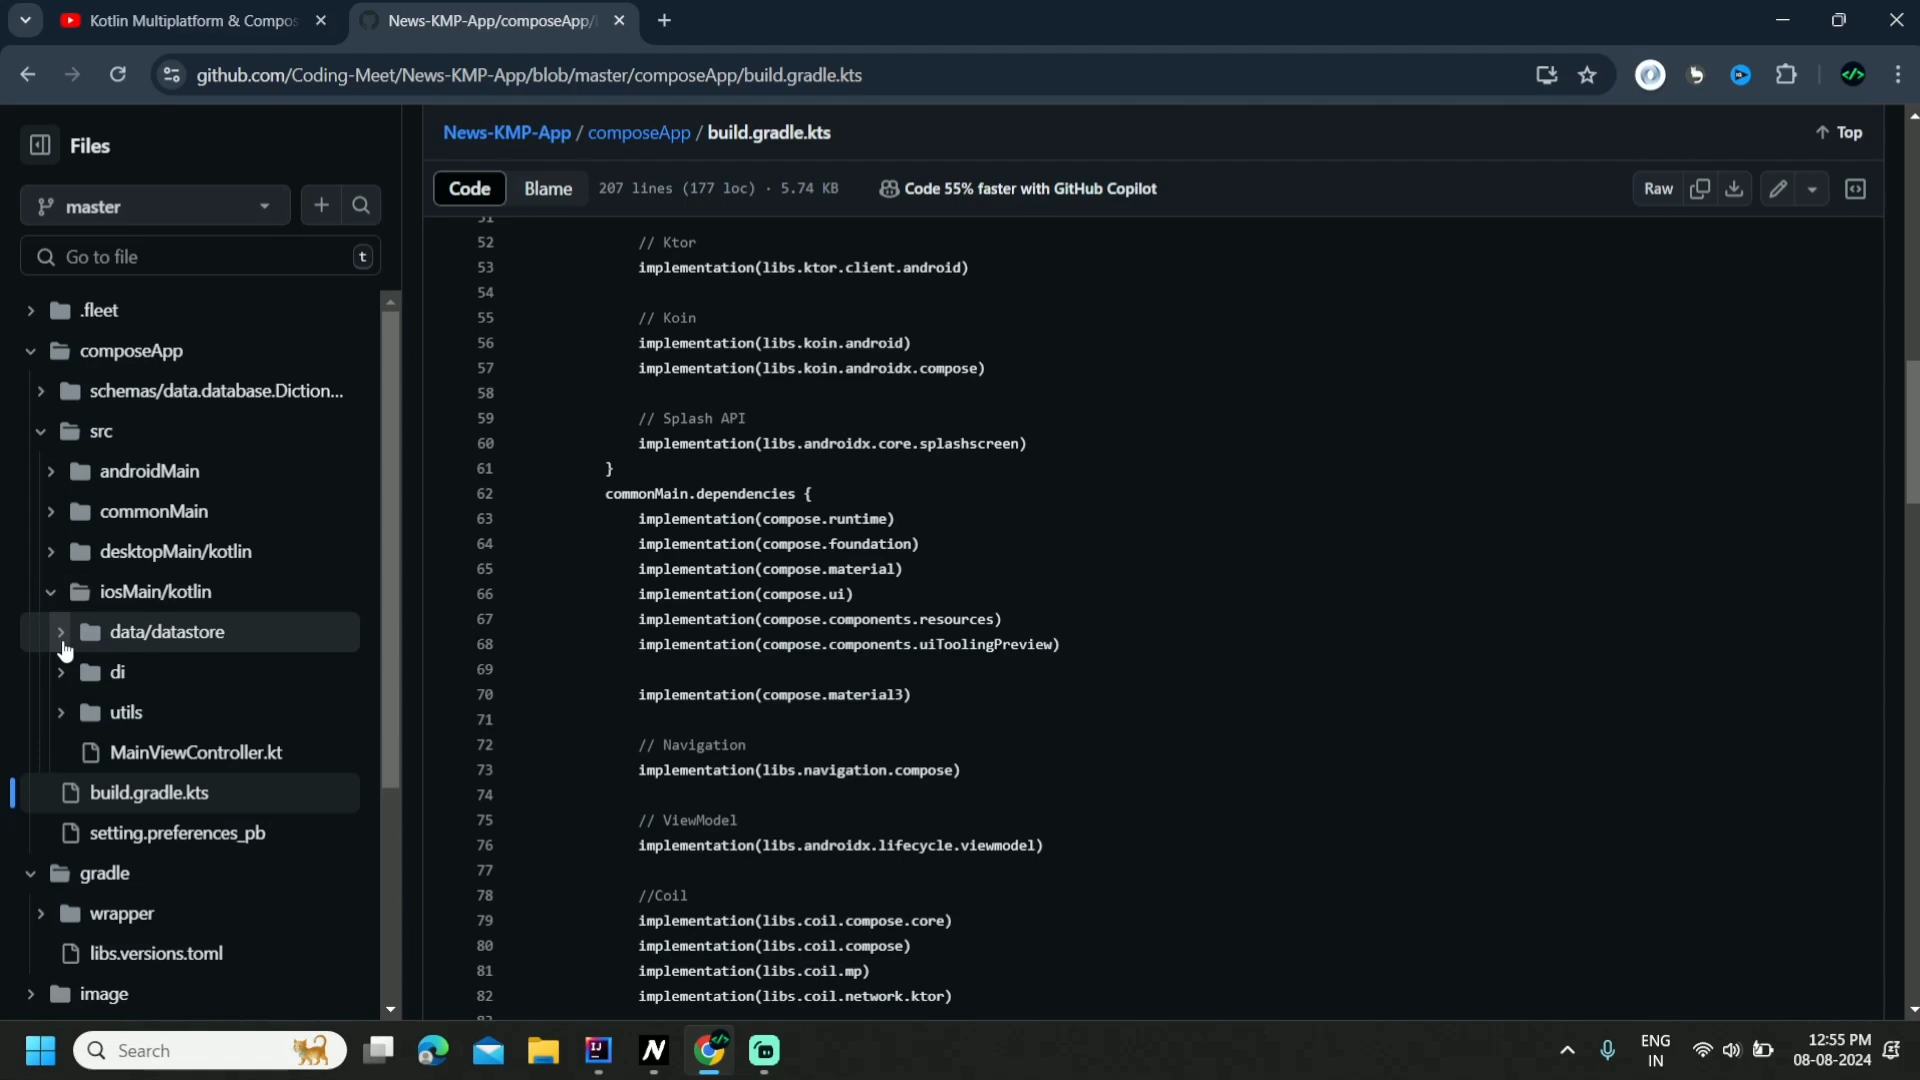 Kotlin Multiplatform & Compos
News-KMP-App/composeApp/
github.com/Coding-Meet/News-KMP-App/blob/master/composeApp/build.gradle.kts
Files
master
Go to file
t
.fleet
composeApp
schemas/data.database.Diction...
src
androidMain
commonMain
desktopMain/kotlin
iosMain/kotlin
data/datastore
di
utils
MainViewController.kt
build.gradle.kts
setting.preferences_pb
gradle
wrapper
libs.versions.toml
image
News-KMP-App / composeApp / build.gradle.kts
Top
Code
Blame
207 lines (177 loc) · 5.74 KB
Code 55% faster with GitHub Copilot
Raw
51
52 // Ktor
53 implementation(libs.ktor.client.android)
54
55 // Koin
56 implementation(libs.koin.android)
57 implementation(libs.koin.androidx.compose)
58
59 // Splash API
60 implementation(libs.androidx.core.splashscreen)
61 }
62 commonMain.dependencies {
63 implementation(compose.runtime)
64 implementation(compose.foundation)
65 implementation(compose.material)
66 implementation(compose.ui)
67 implementation(compose.components.resources)
68 implementation(compose.components.uiToolingPreview)
69
70 implementation(compose.material3)
71
72 // Navigation
73 implementation(libs.navigation.compose)
74
75 // ViewModel
76 implementation(libs.androidx.lifecycle.viewmodel)
77
78 //Coil
79 implementation(libs.coil.compose.core)
80 implementation(libs.coil.compose)
81 implementation(libs.coil.mp)
82 implementation(libs.coil.network.ktor)
Search
ENG
IN
12:55 PM
08-08-2024